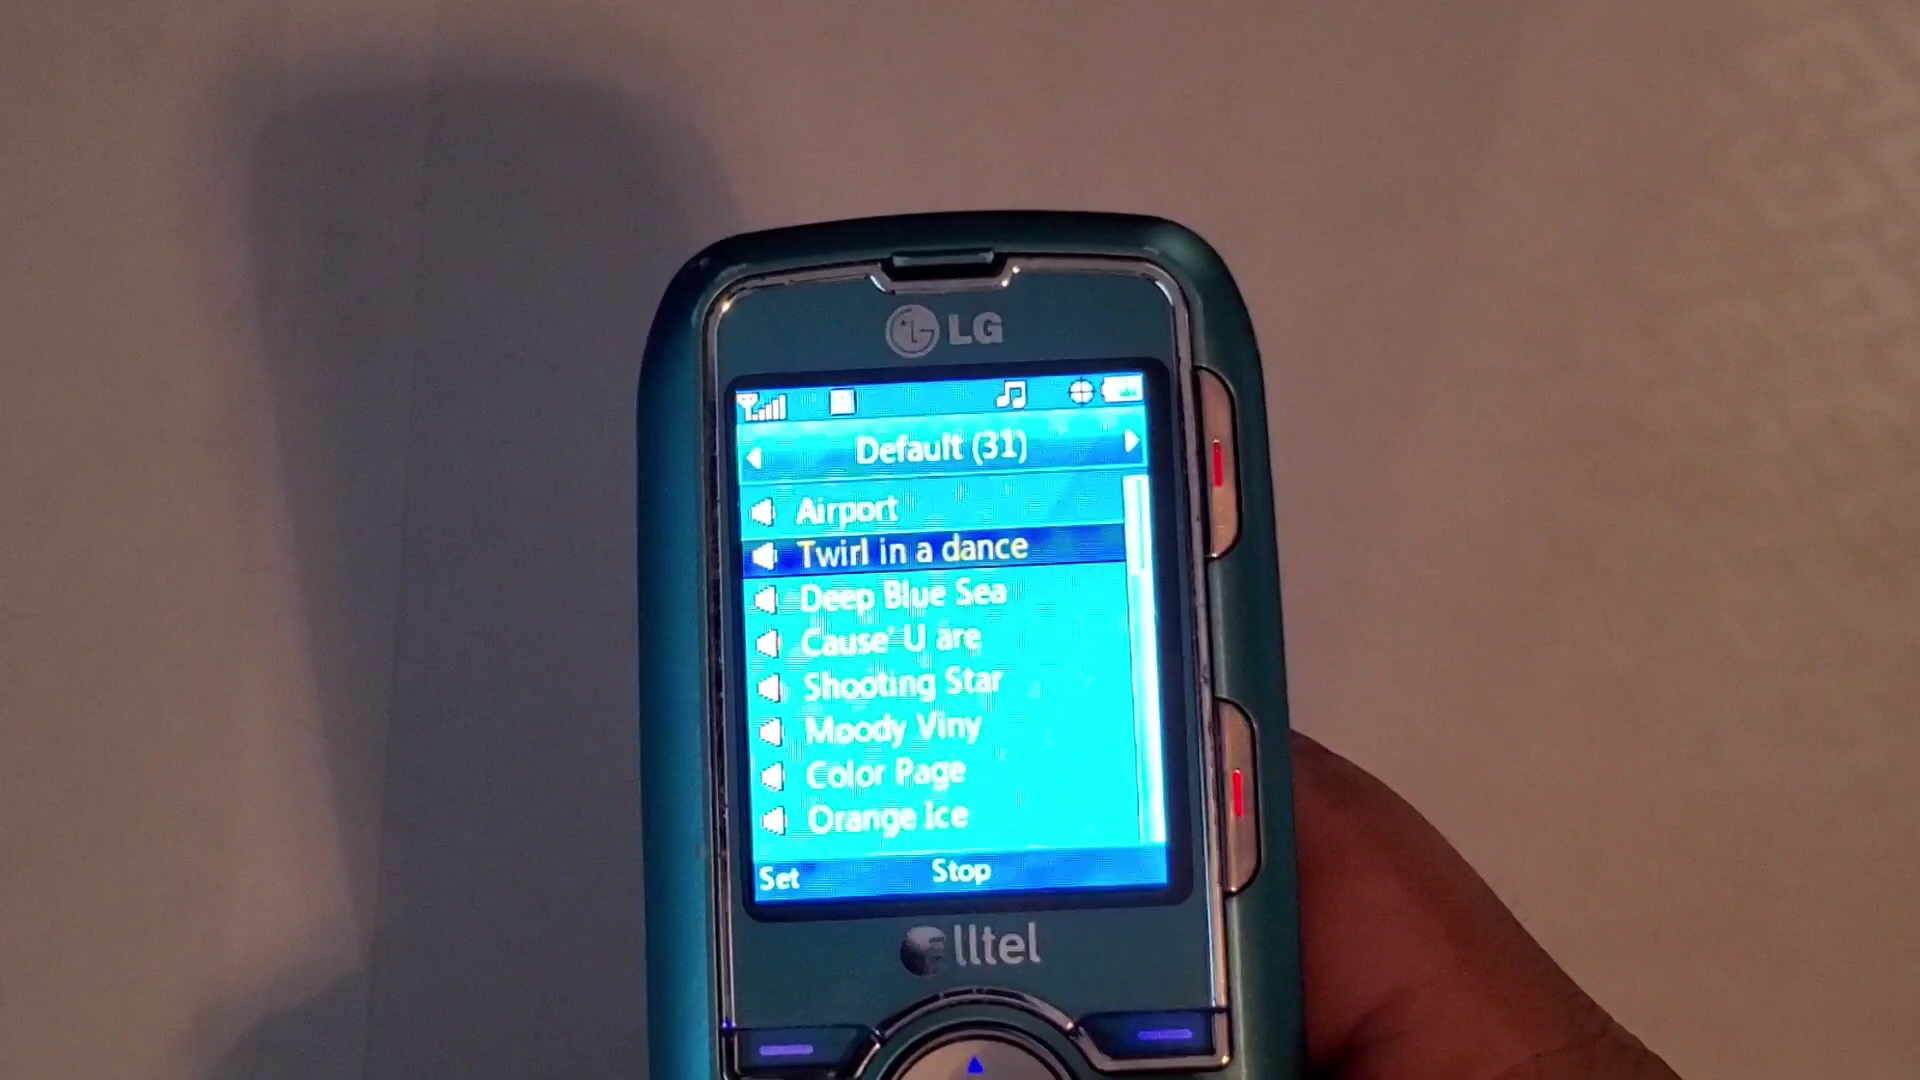 LG
Default (31)
Airport
Twirl in a dance
Deep Blue Sea
Cause' U are
Shooting Star
Moody Viny
Color Page
Orange Ice
Set Stop
alltel